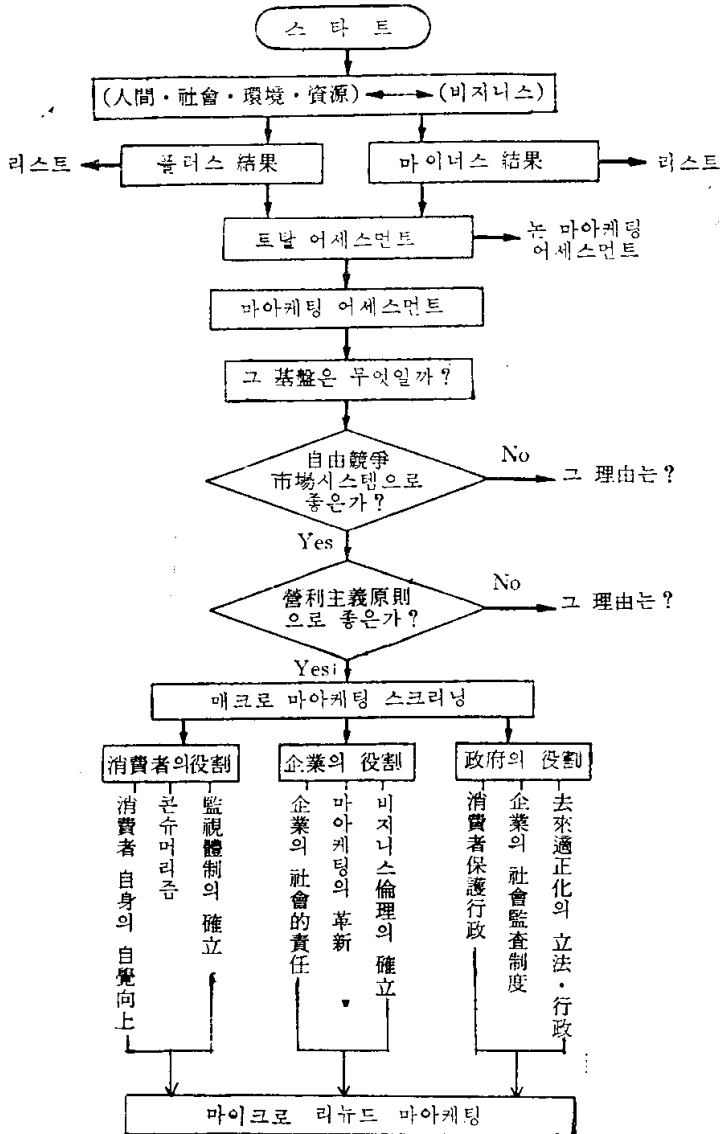 스 타 트
(人間·社會·環境·資源) ↔ (비지니스)
리스트
플러스 結果
마이너스 結果
리스트
토탈 어세스먼트
논 마아케팅
어세스먼트
마아케팅 어세스먼트
그 基盤은 무엇일까?
自由競爭
市場시스템으로
좋은가?
No
그 理由는?
Yes
營利主義原則
으로 좋은가?
No
그 理由는?
Yes
매크로 마아케팅 스크리닝
消費者의役割
企業의 役割
政府의 役割
消費者 自身의 自覺向上
콘슈머리즘
監視體制의 確立
企業의 社會的責任
마아케팅의 革新
비지니스倫理의 確立
消費者保護行政
企業의 社會監査制度
去來適正化의 立法·行政
마이크로 리뉴드 마아케팅